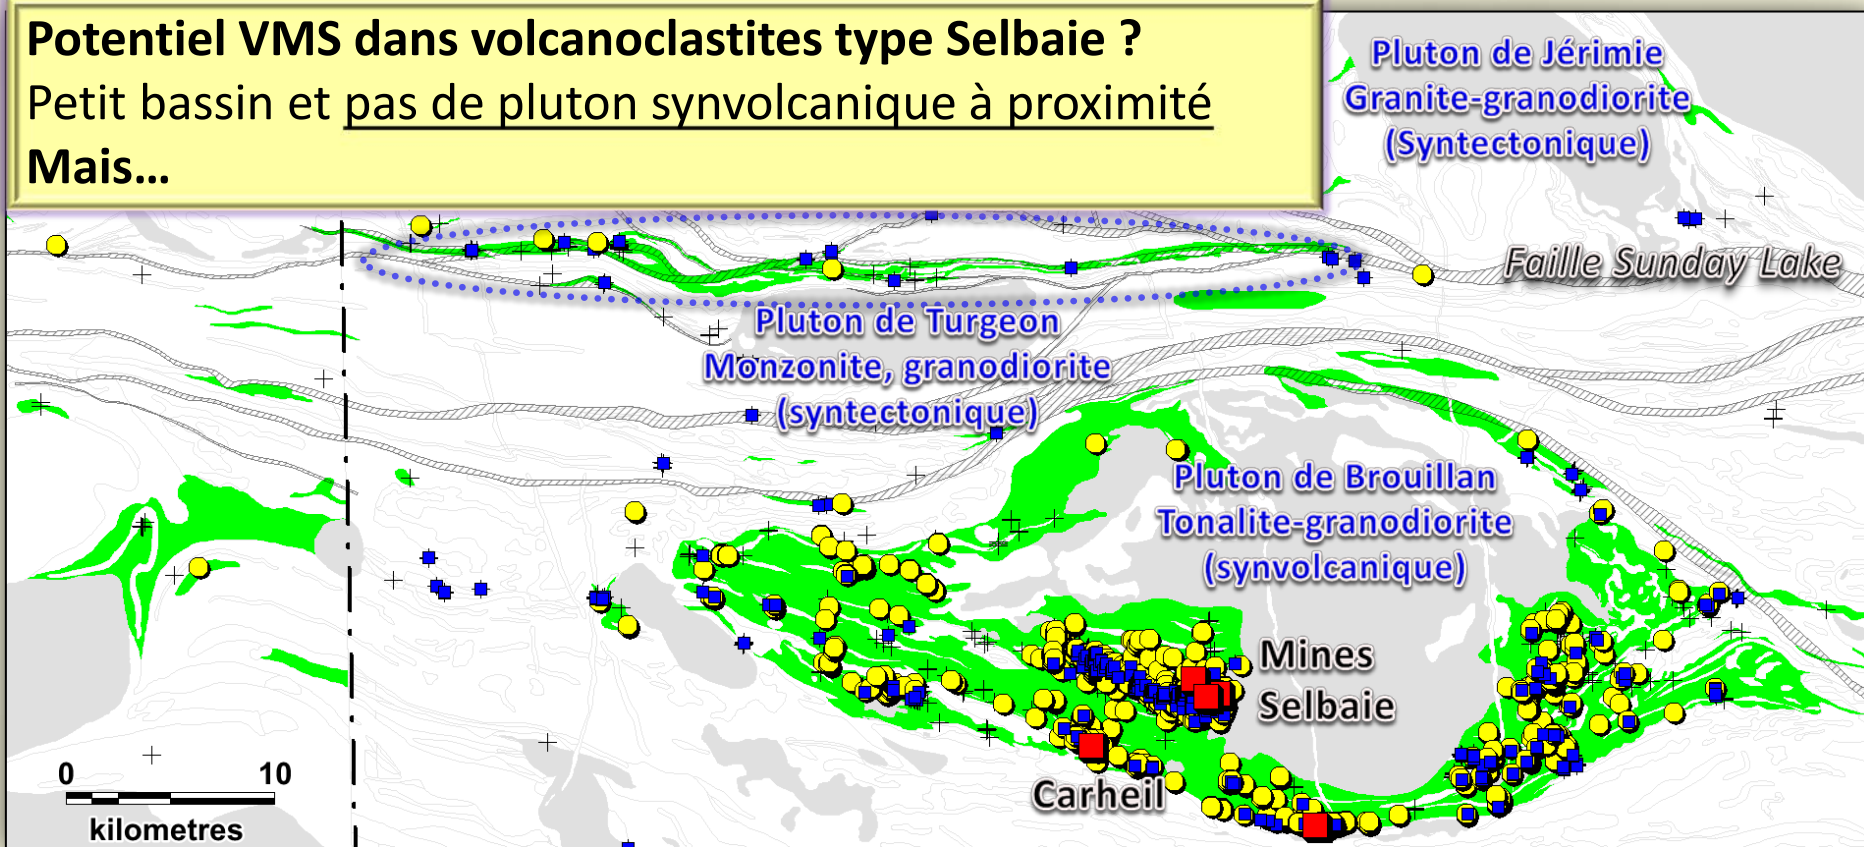 Potentiel VMS dans volcanoclastites type Selbaie ?
Petit bassin et pas de pluton synvolcanique à proximité
Mais...
Pluton de Jérimie
Granite-granodiorite
(Syntectonique)
Faille Sunday Lake
Pluton de Turgeon
Monzonite, granodiorite
(syntectonique)
Pluton de Brouillan
Tonalite-granodiorite
(synvolcanique)
Mines
Selbaie
Carheil
0 10
kilometres